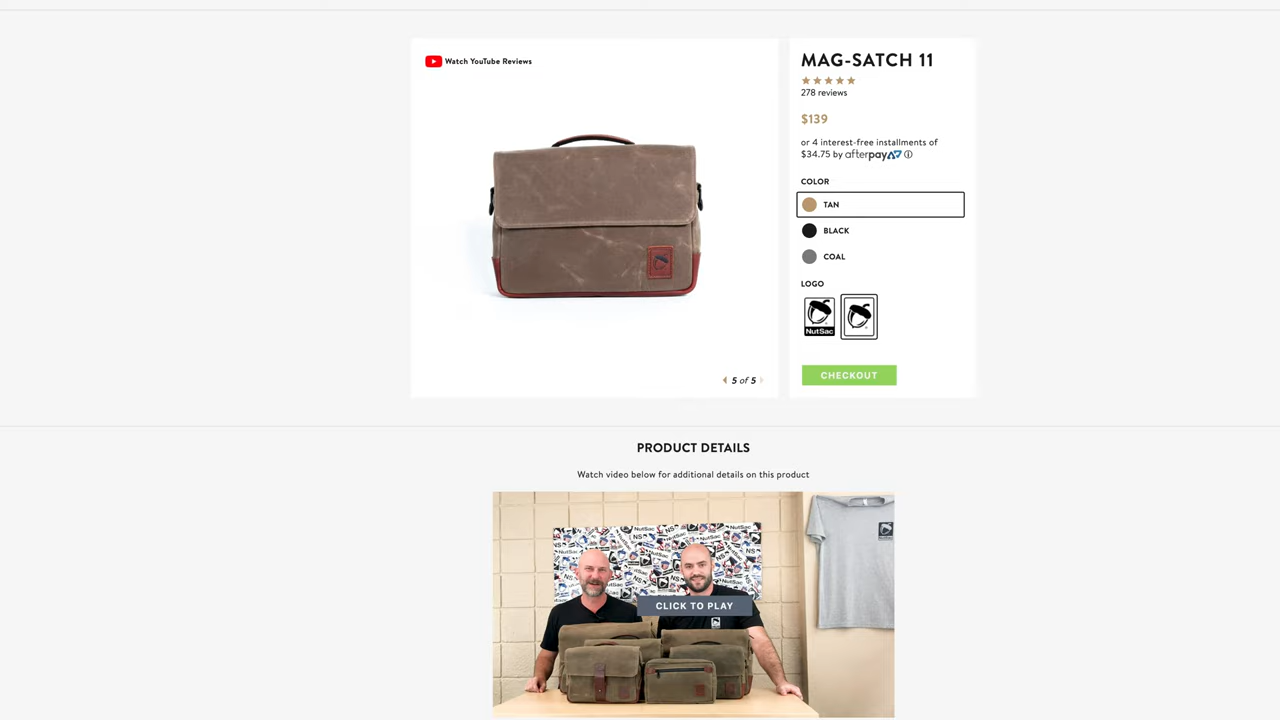 Watch YouTube Reviews
5 of 5
MAG-SATCH 11
278 reviews
$139
or 4 interest-free installments of
$34.75 by afterpay
COLOR
TAN
BLACK
COAL
LOGO
NutSac
CHECKOUT
PRODUCT DETAILS
Watch video below for additional details on this product
CLICK TO PLAY
NutSac
NutSac